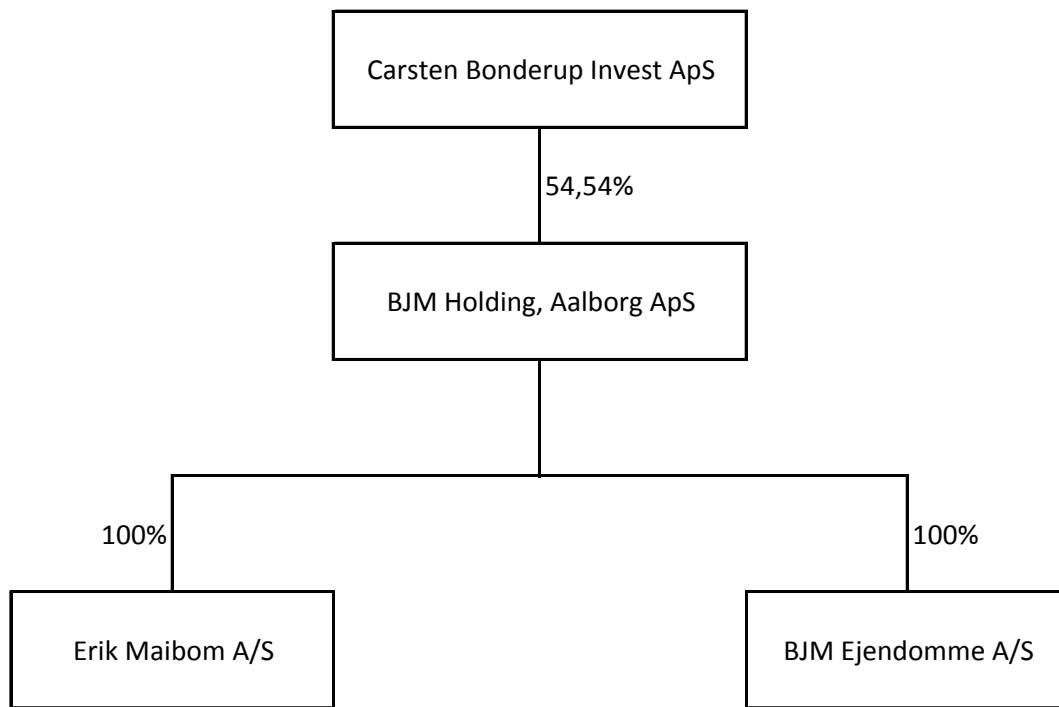 Carsten Bonderup Invest ApS
54,54%
BJM Holding, Aalborg ApS
100%
100%
Erik Maibom A/S
BJM Ejendomme A/S